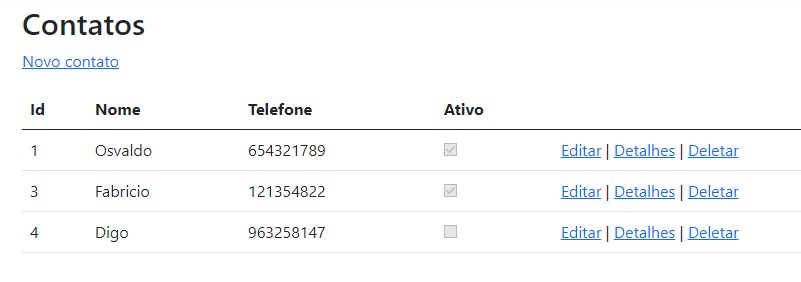 Contatos
Novo contato
Id Nome Telefone Ativo
1 Osvaldo 654321789 Editar | Detalhes | Deletar
3 Fabricio 121354822 Editar | Detalhes | Deletar
4 Digo 963258147 Editar | Detalhes | Deletar